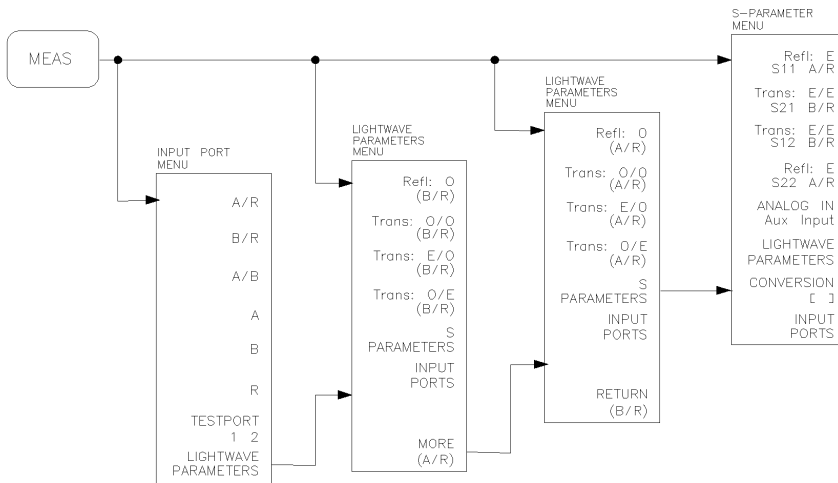 MEAS
INPUT PORT
MENU
A/R
B/R
A/B
A
B
R
TESTPORT
1 2
LIGHTWAVE
PARAMETERS
LIGHTWAVE
PARAMETERS
MENU
Refl: O
(B/R)
Trans: O/O
(B/R)
Trans: E/O
(B/R)
Trans: O/E
(B/R)
S
PARAMETERS
INPUT
PORTS
MORE
(A/R)
LIGHTWAVE
PARAMETERS
MENU
Refl: O
(A/R)
Trans: O/O
(A/R)
Trans: E/O
(A/R)
Trans: O/E
(A/R)
S
PARAMETERS
INPUT
PORTS
RETURN
(B/R)
S-PARAMETER
MENU
Refl: E
S11 A/R
Trans: E/E
S21 B/R
Trans: E/E
S12 B/R
Refl: E
S22 A/R
ANALOG IN
Aux Input
LIGHTWAVE
PARAMETERS
CONVERSION
[ ]
INPUT
PORTS